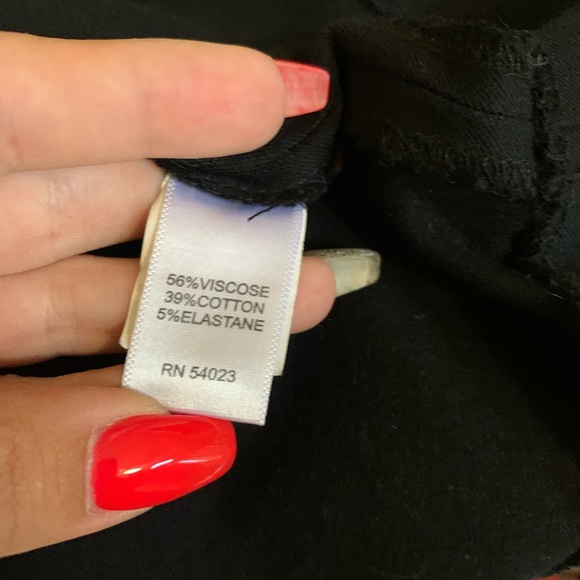 56%VISCOSE
39%COTTON
5%ELASTANE
RN 54023